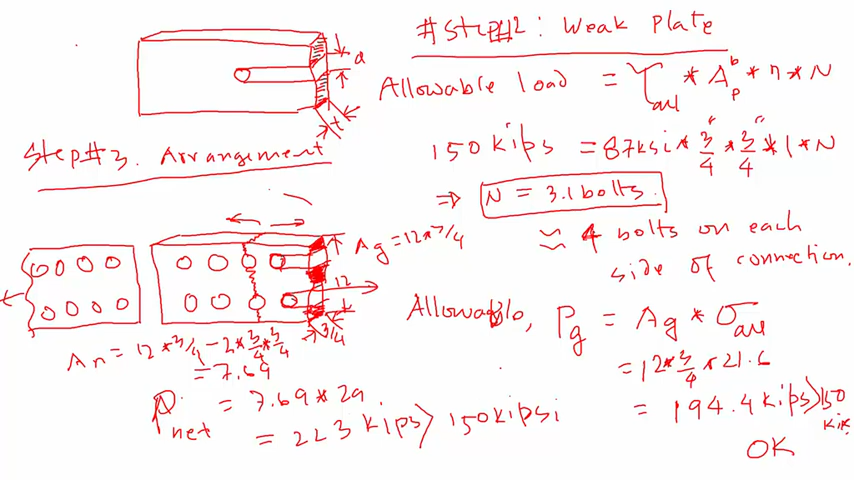 #Step#2: Weak Plate
Allowable load = τall * Apb * n * N
150 kips = 87ksi * 3"/4 * 3"/4 * 1 * N
⇒ N = 3.1 bolts.
≈ 4 bolts on each
side of connection.
a
t
Step#3. Arrangement
Ag = 12*3/4
12
3/4
An = 12*3/4 - 2*3/4*3/4
= 7.69
Pnet = 7.69 * 29.
= 223 kips > 150 kipsi
Allowable, Pg = Ag * σall
= 12*3/4*21.6
= 194.4 kips > 150
kips
OK